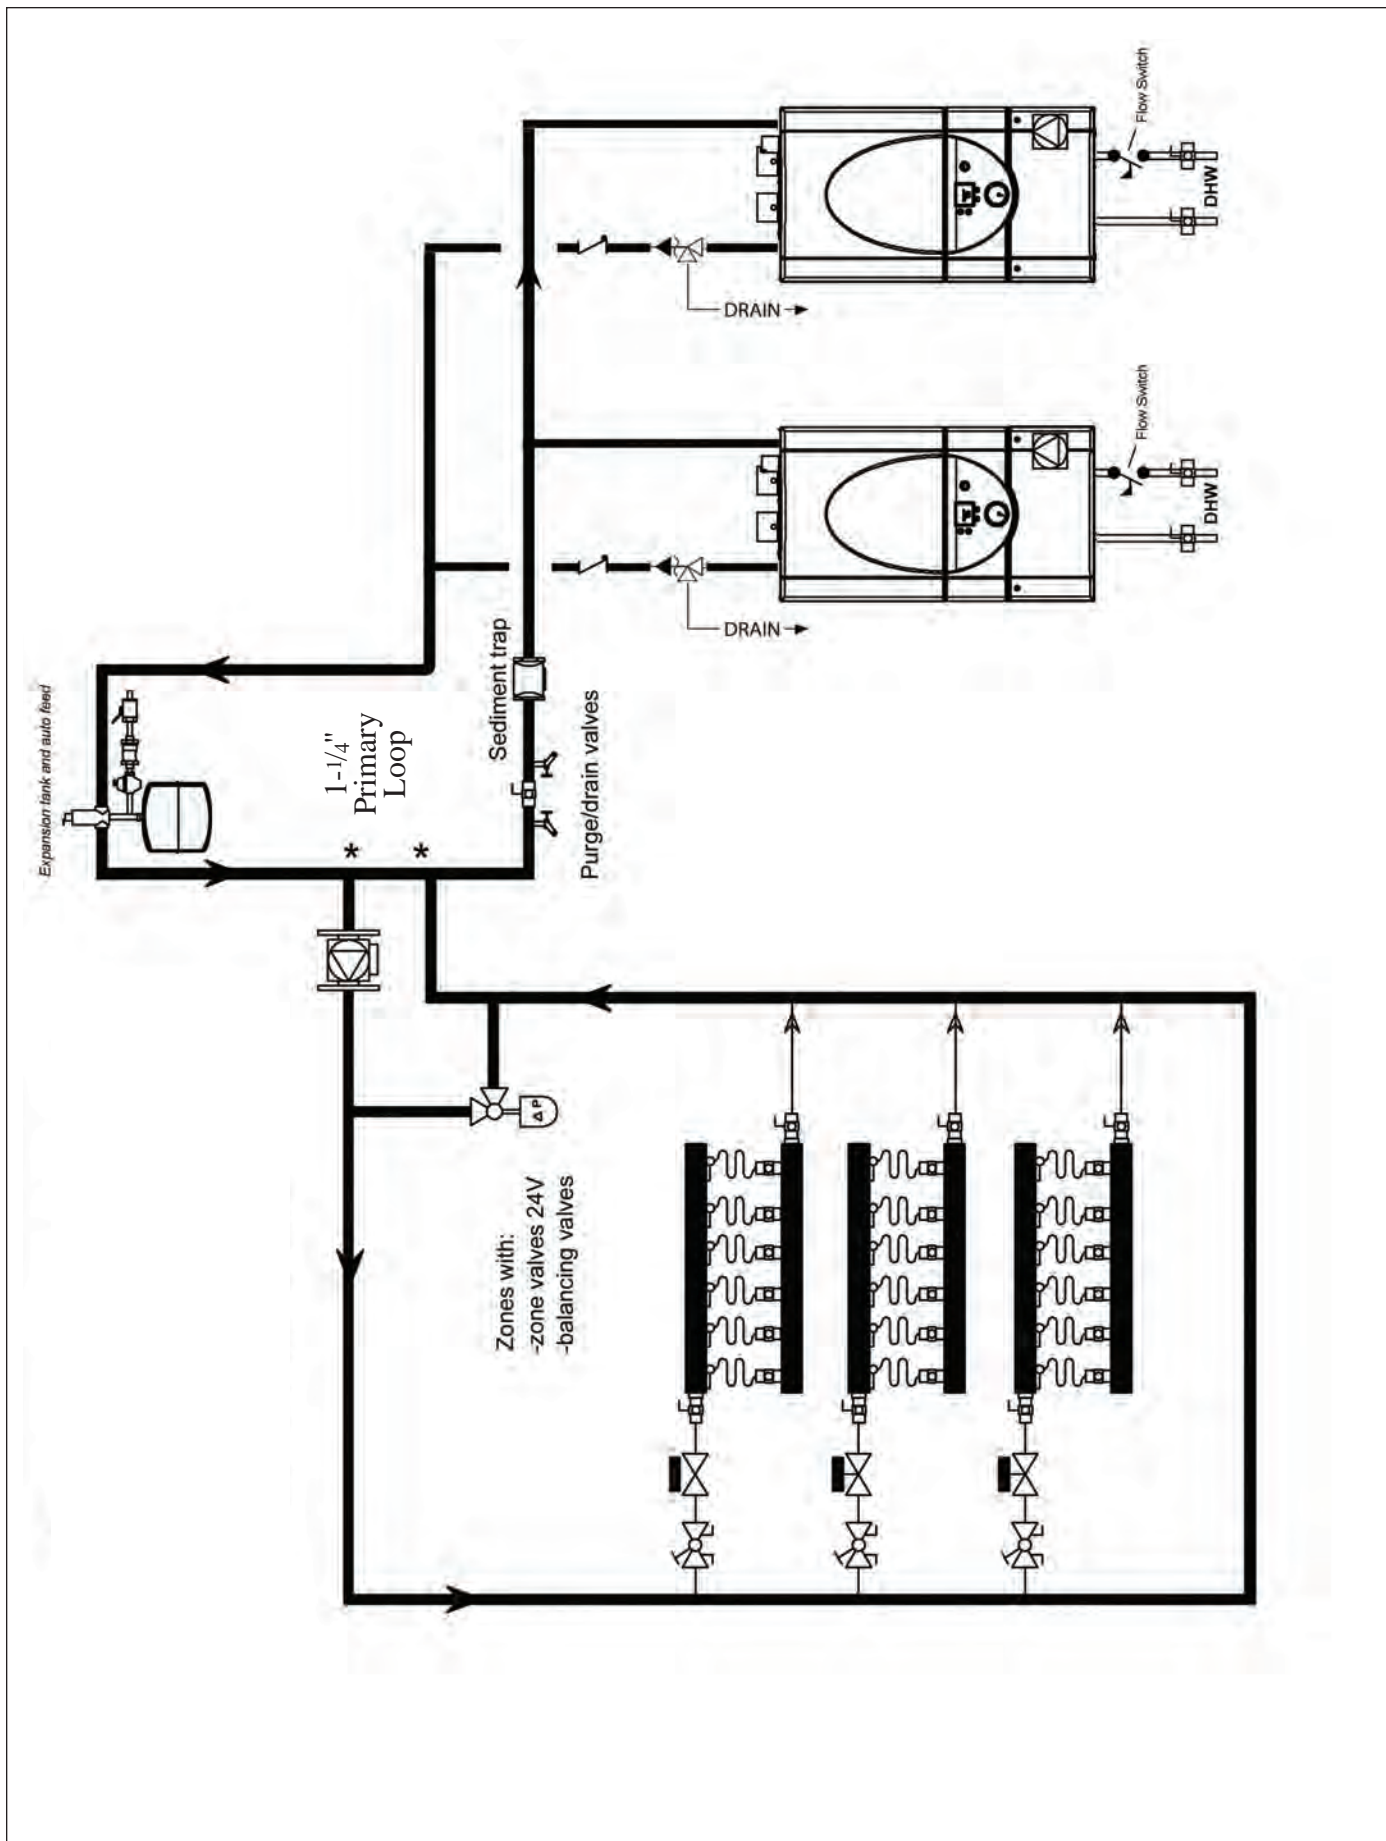 Expansion tank and auto feed
1-1/4"
Primary
Loop
*
*
Sediment trap
Purge/drain valves
Flow Switch
DHW
DRAIN
Flow Switch
DHW
DRAIN
ΔP
Zones with:
-zone valves 24V
-balancing valves